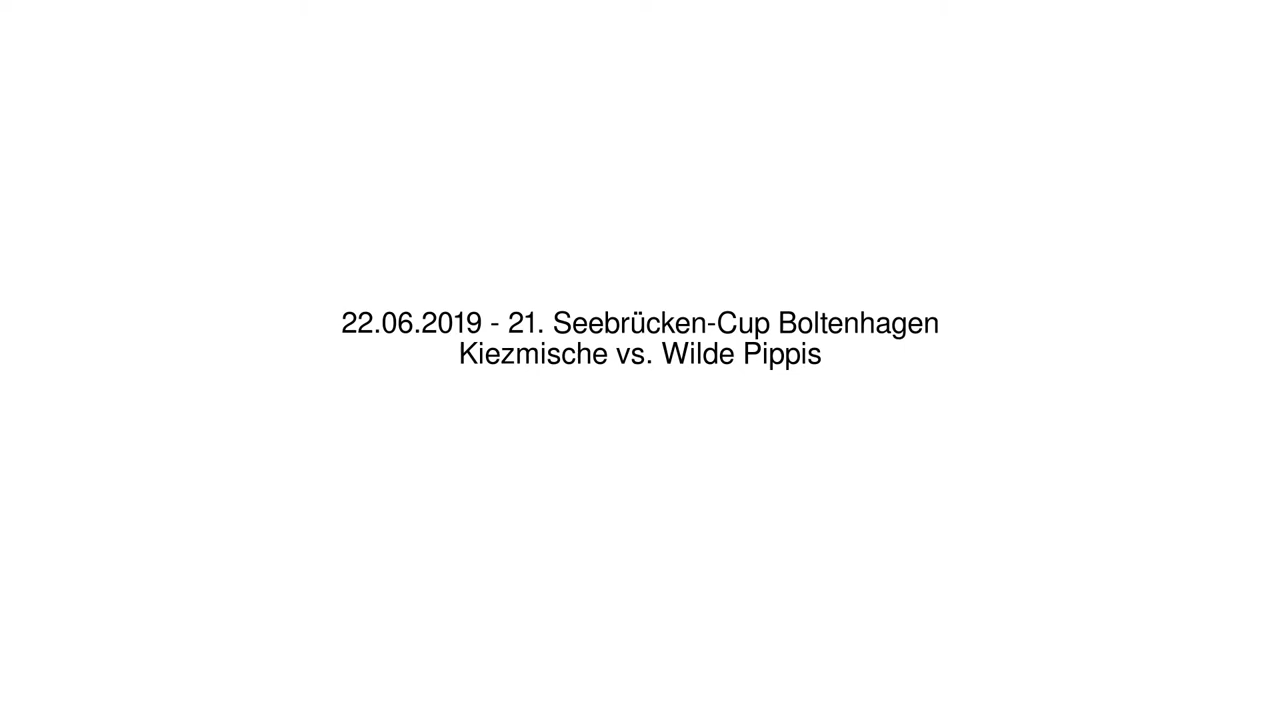 22.06.2019 - 21. Seebrücken-Cup Boltenhagen
Kiezmische vs. Wilde Pippis